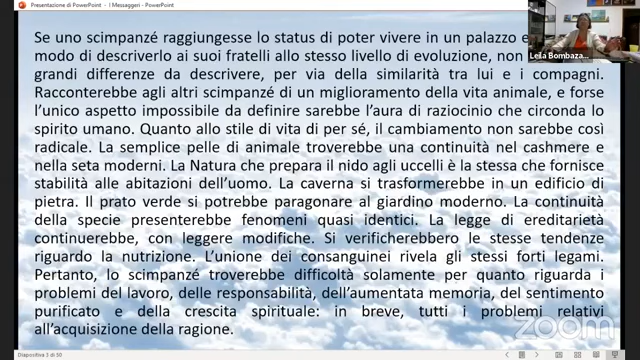 Presentazione di PowerPoint - I Messaggeri - PowerPoint
Se uno scimpanzé raggiungesse lo status di poter vivere in un palazzo e
modo di descriverlo ai suoi fratelli allo stesso livello di evoluzione, non
grandi differenze da descrivere, per via della similarità tra lui e i compagni.
Racconterebbe agli altri scimpanzé di un miglioramento della vita animale, e forse
l'unico aspetto impossibile da definire sarebbe l'aura di raziocinio che circonda lo
spirito umano. Quanto allo stile di vita di per sé, il cambiamento non sarebbe così
radicale. La semplice pelle di animale troverebbe una continuità nel cashmere e
nella seta moderni. La Natura che prepara il nido agli uccelli è la stessa che fornisce
stabilità alle abitazioni dell'uomo. La caverna si trasformerebbe in un edificio di
pietra. Il prato verde si potrebbe paragonare al giardino moderno. La continuità
della specie presenterebbe fenomeni quasi identici. La legge di ereditarietà
continuerebbe, con leggere modifiche. Si verificherebbero le stesse tendenze
riguardo la nutrizione. L'unione dei consanguinei rivela gli stessi forti legami.
Pertanto, lo scimpanzé troverebbe difficoltà solamente per quanto riguarda i
problemi del lavoro, delle responsabilità, dell'aumentata memoria, del sentimento
purificato e della crescita spirituale: in breve, tutti i problemi relativi
all'acquisizione della ragione.
Leila Bombaza...
zoom
Diapositiva 3 di 50